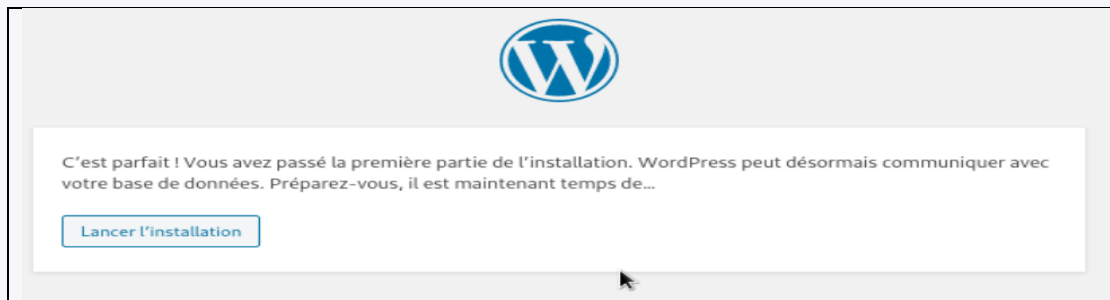 C'est parfait ! Vous avez passé la première partie de l'installation. WordPress peut désormais communiquer avec
votre base de données. Préparez-vous, il est maintenant temps de…
Lancer l'installation